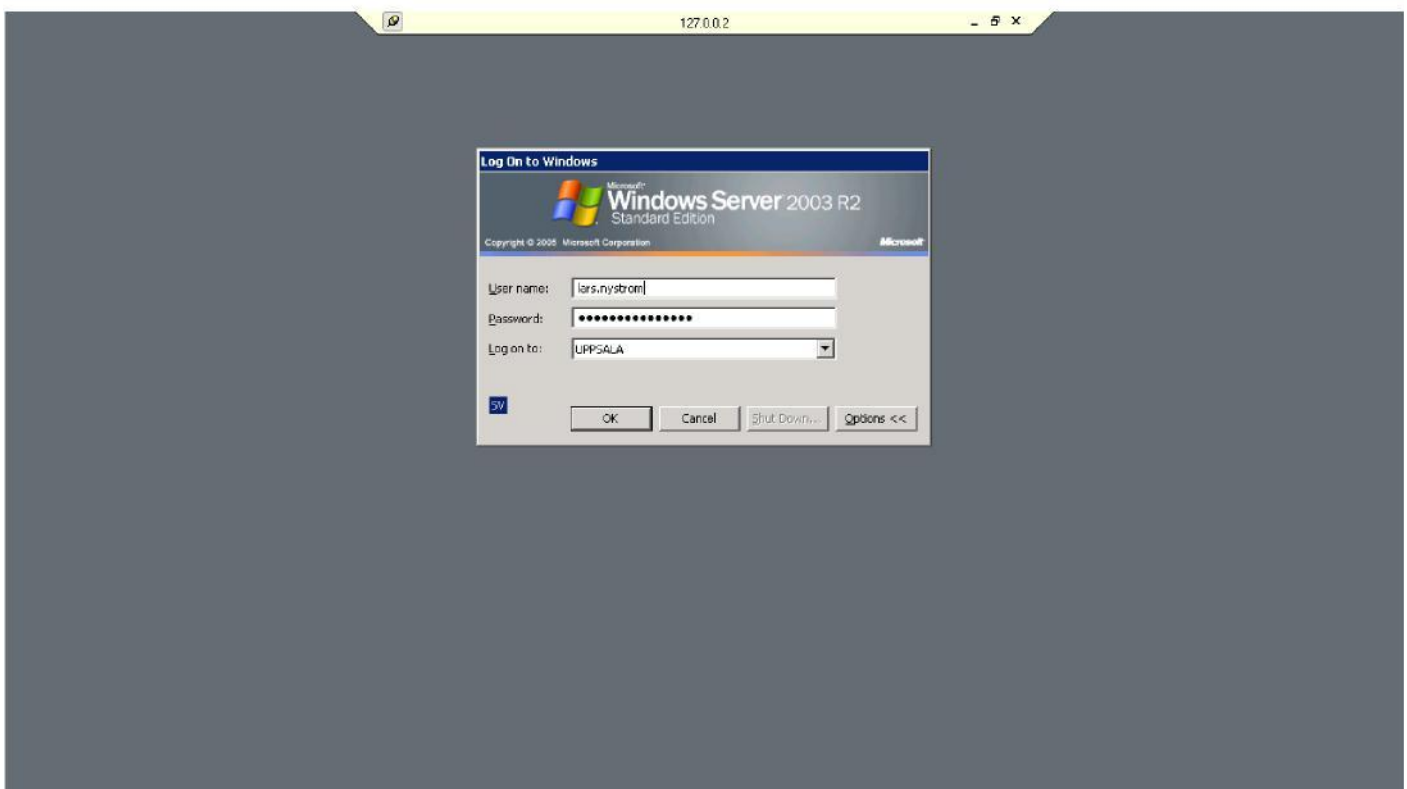 127.0.0.2
Log On to Windows
Microsoft
Windows Server 2003 R2
Standard Edition
Copyright © 2005 Microsoft Corporation Microsoft
User name: lars.nystrom
Password: •••••••••••••••
Log on to: UPPSALA
SV
OK Cancel Shut Down... Options <<